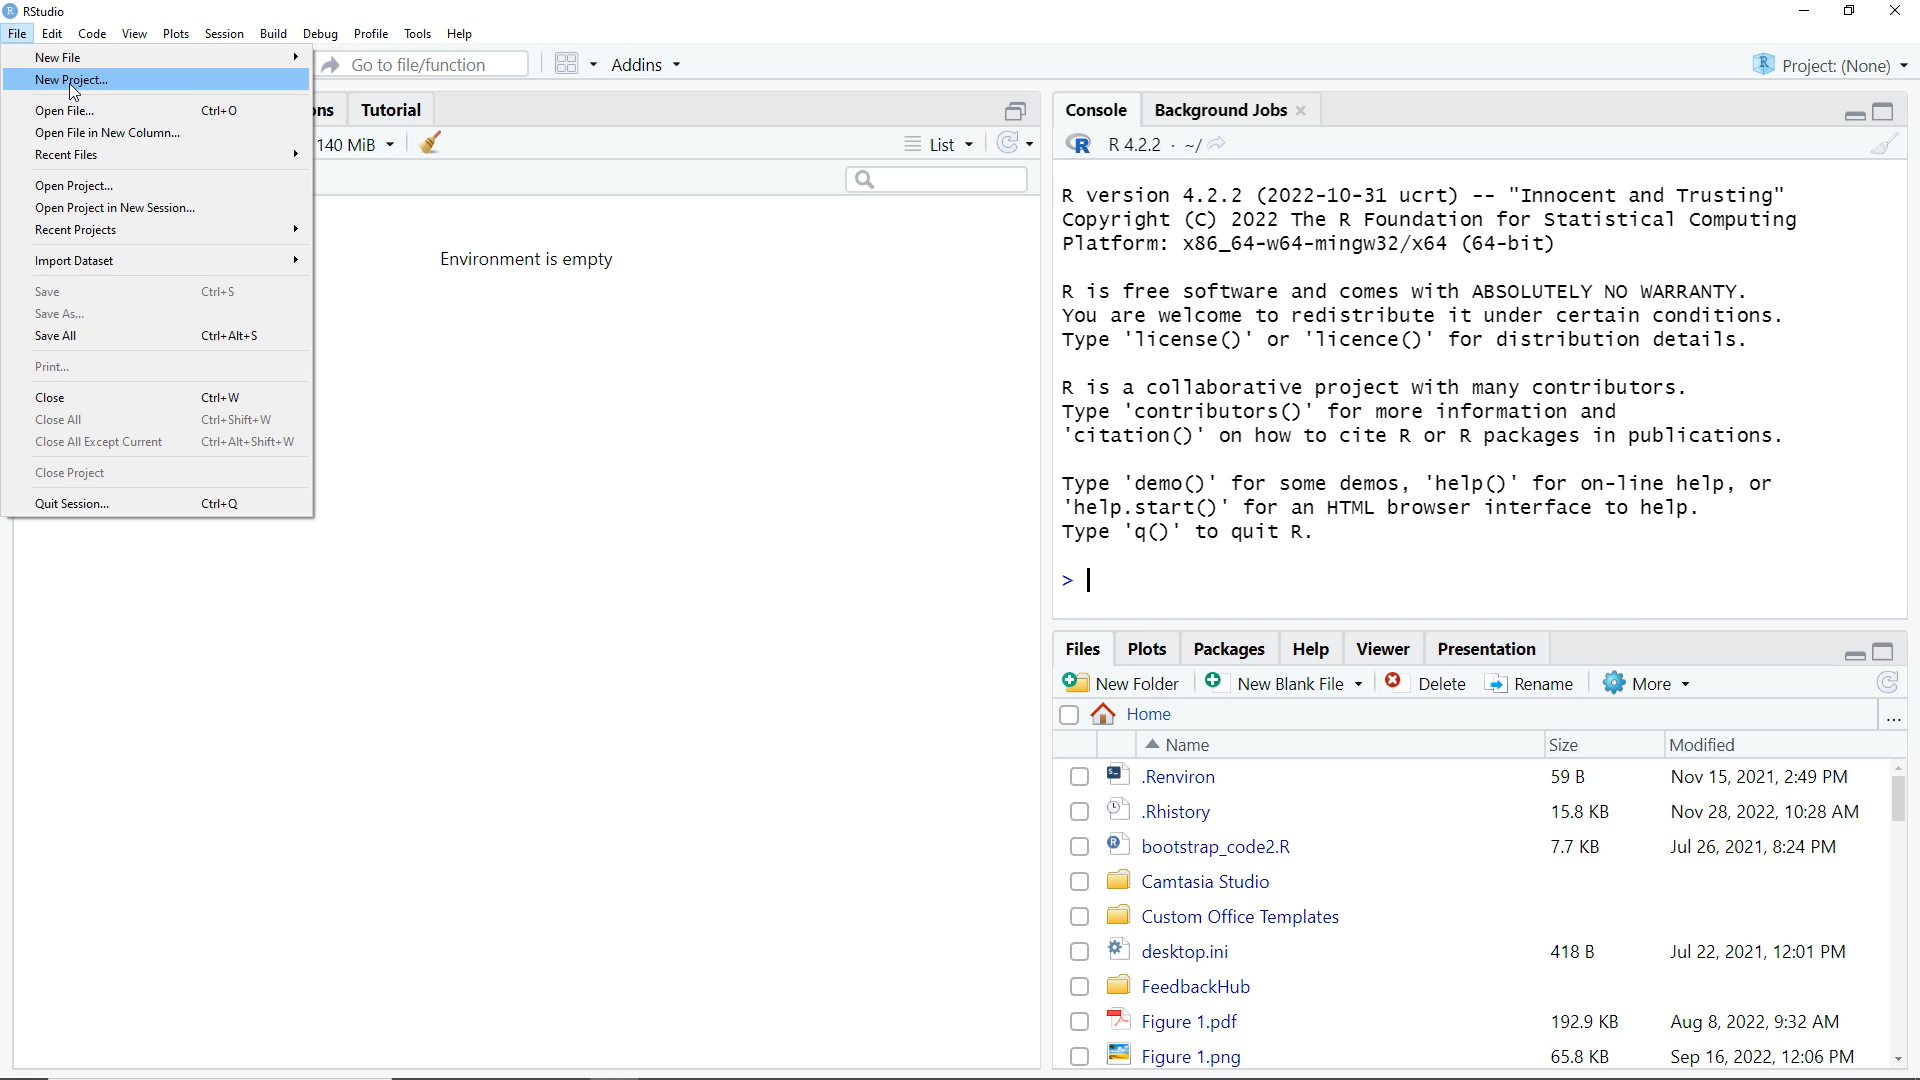 RStudio
File Edit Code View Plots Session Build Debug Profile Tools Help
New File
New Project...
Open File... Ctrl+O
Open File in New Column...
Recent Files
Open Project...
Open Project in New Session...
Recent Projects
Import Dataset
Save Ctrl+S
Save As...
Save All Ctrl+Alt+S
Print...
Close Ctrl+W
Close All Ctrl+Shift+W
Close All Except Current Ctrl+Alt+Shift+W
Close Project
Quit Session... Ctrl+Q
Go to file/function Addins
Project: (None)
ons Tutorial
140 MiB List
Environment is empty
Console Background Jobs
R 4.2.2 · ~/
R version 4.2.2 (2022-10-31 ucrt) -- "Innocent and Trusting"
Copyright (C) 2022 The R Foundation for Statistical Computing
Platform: x86_64-w64-mingw32/x64 (64-bit)
R is free software and comes with ABSOLUTELY NO WARRANTY.
You are welcome to redistribute it under certain conditions.
Type 'license()' or 'licence()' for distribution details.
R is a collaborative project with many contributors.
Type 'contributors()' for more information and
'citation()' on how to cite R or R packages in publications.
Type 'demo()' for some demos, 'help()' for on-line help, or
'help.start()' for an HTML browser interface to help.
Type 'q()' to quit R.
>
Files Plots Packages Help Viewer Presentation
New Folder New Blank File Delete Rename More
Home ...
Name Size Modified
.Renviron 59 B Nov 15, 2021, 2:49 PM
.Rhistory 15.8 KB Nov 28, 2022, 10:28 AM
bootstrap_code2.R 7.7 KB Jul 26, 2021, 8:24 PM
Camtasia Studio
Custom Office Templates
desktop.ini 418 B Jul 22, 2021, 12:01 PM
FeedbackHub
Figure 1.pdf 192.9 KB Aug 8, 2022, 9:32 AM
Figure 1.png 65.8 KB Sep 16, 2022, 12:06 PM